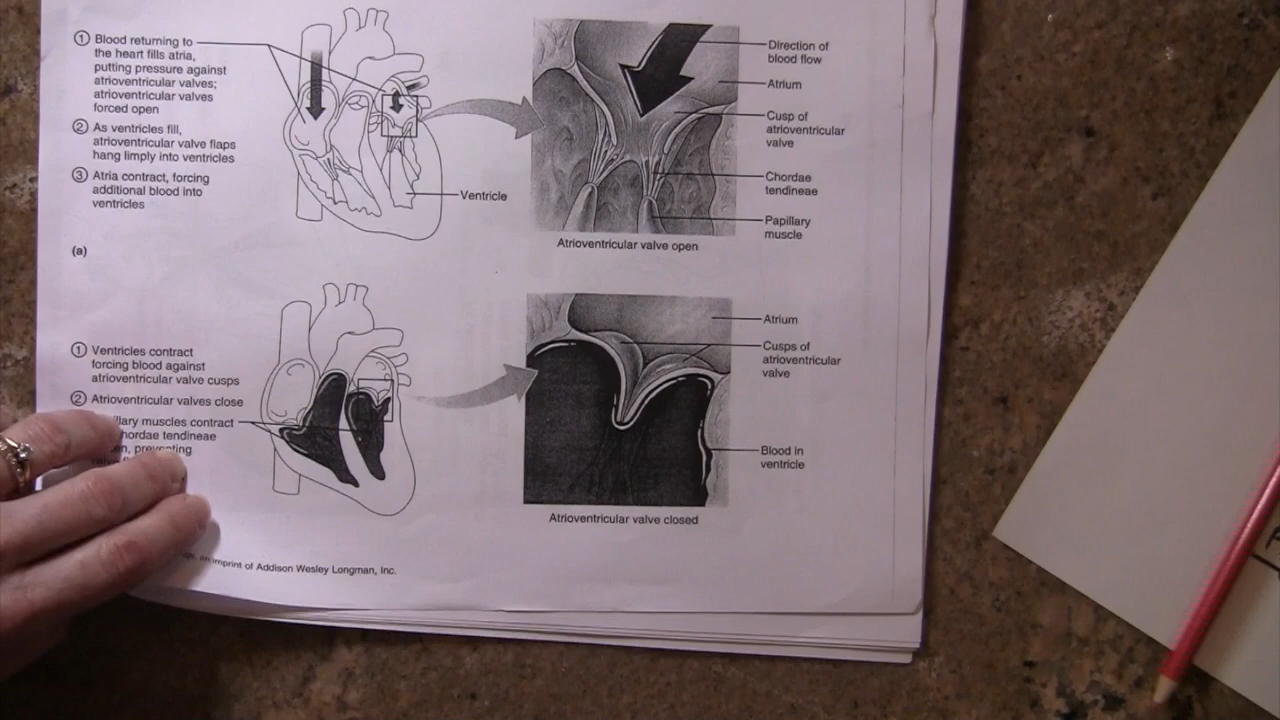 ① Blood returning to
the heart fills atria,
putting pressure against
atrioventricular valves;
atrioventricular valves
forced open
② As ventricles fill,
atrioventricular valve flaps
hang limply into ventricles
③ Atria contract, forcing
additional blood into
ventricles
Ventricle
Direction of
blood flow
Atrium
Cusp of
atrioventricular
valve
Chordae
tendineae
Papillary
muscle
Atrioventricular valve open
(a)
① Ventricles contract
forcing blood against
atrioventricular valve cusps
② Atrioventricular valves close
muscles contract
chordae tendineae
Atrium
Cusps of
atrioventricular
valve
Blood in
ventricle
Atrioventricular valve closed
an imprint of Addison Wesley Longman, Inc.